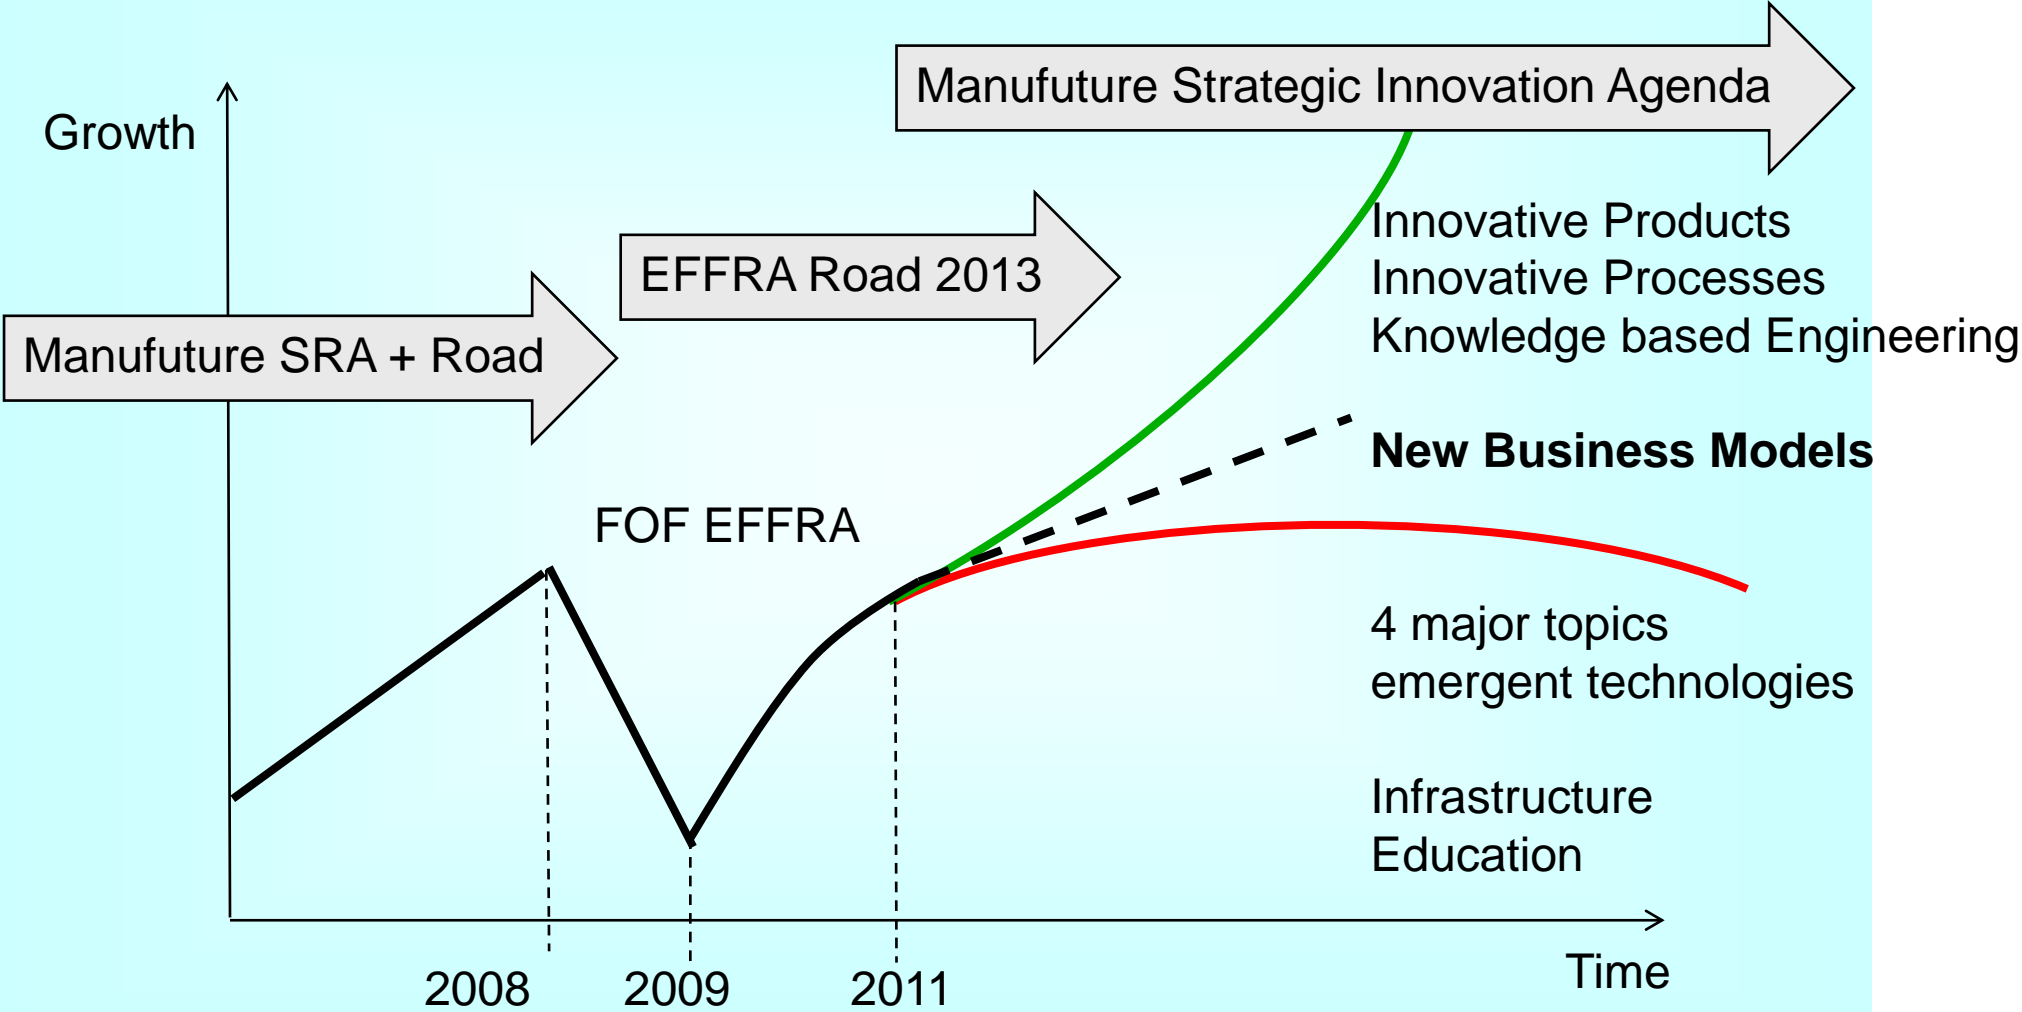 Manufuture Strategic Innovation Agenda
Growth
EFFRA Road 2013
Manufuture SRA + Road
Innovative Products
Innovative Processes
Knowledge based Engineering
New Business Models
FOF EFFRA
4 major topics
emergent technologies
Infrastructure
Education
Time
2008
2009
2011